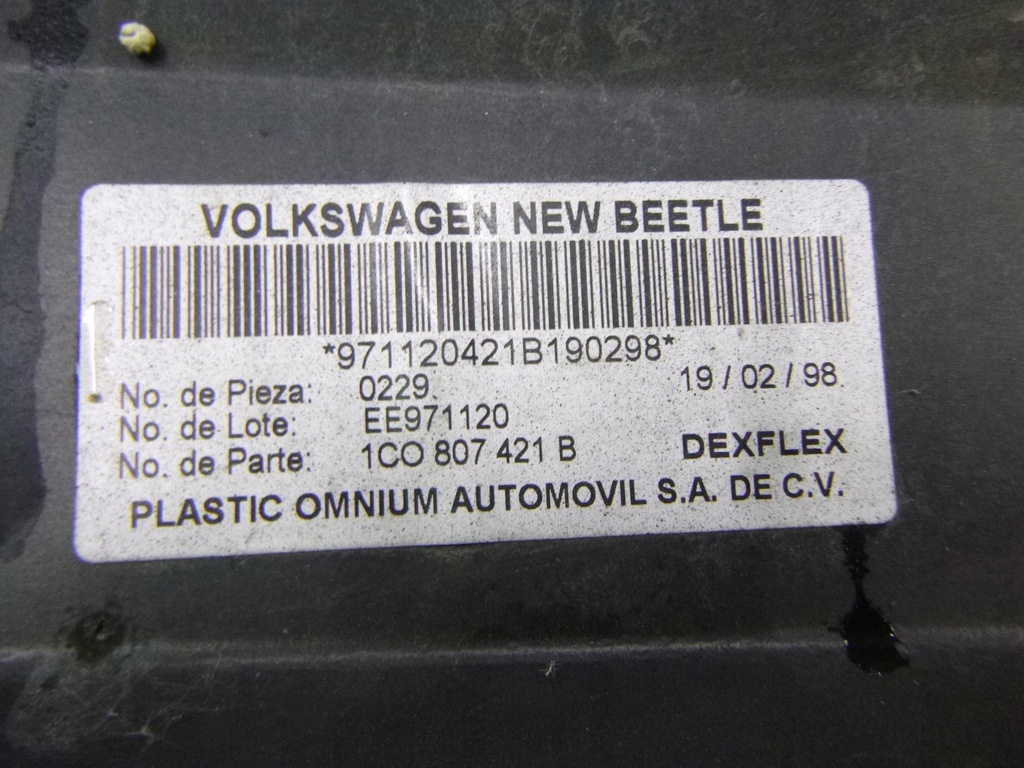 VOLKSWAGEN NEW BEETLE
*971120421B190298*
No. de Pieza: 0229. 19 / 02 / 98.
No. de Lote: EE971120
No. de Parte: 1CO 807 421 B DEXFLEX
PLASTIC OMNIUM AUTOMOVIL S.A. DE C.V.